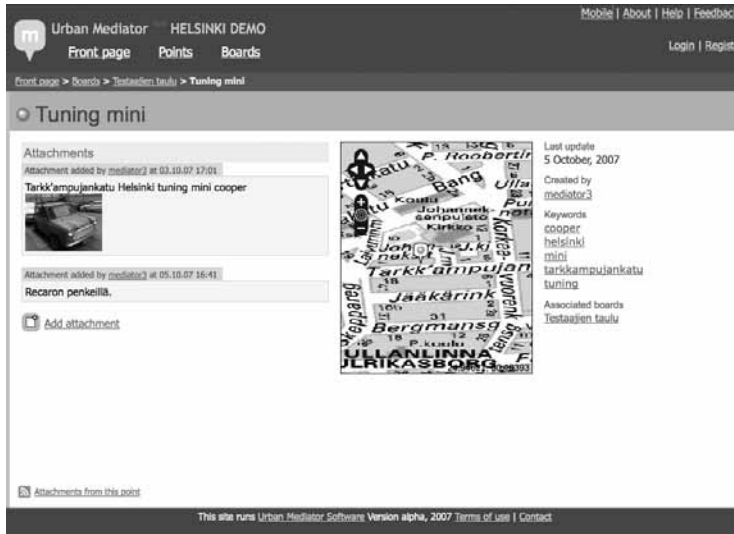 Mobile | About | Help | Feedbac
Urban Mediator HELSINKI DEMO
Login | Regist
Front page Points Boards
Front page > Boards > Testaajien taulu > Tuning mini
Tuning mini
Attachments
Attachment added by mediator3 at 03.10.07 17:01
Tarkk'ampujankatu Helsinki tuning mini cooper
Attachment added by mediator3 at 05.10.07 16:41
Recaron penkeillä.
Add attachment
P. Roobertin
Bang
Ulla
Koulu
Johannek-
senpuisto
Kirkko
Tarkk'ampujan
Jääkärink
Bergmansg
P.koulu
ULLANLINNA
ULRIKASBORG
Last update
5 October, 2007
Created by
mediator3
Keywords
cooper
helsinki
mini
tarkkampujankatu
tuning
Associated boards
Testaajien taulu
Attachments from this point
This site runs Urban Mediator Software Version alpha, 2007 Terms of use | Contact